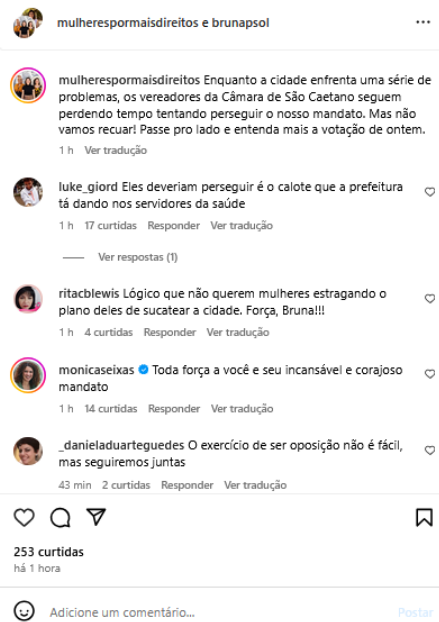 mulherespormaisdireitos e brunapsol
mulherespormaisdireitos Enquanto a cidade enfrenta uma série de
problemas, os vereadores da Câmara de São Caetano seguem
perdendo tempo tentando perseguir o nosso mandato. Mas não
vamos recuar! Passe pro lado e entenda mais a votação de ontem.
1 h Ver tradução
luke_giord Eles deveriam perseguir é o calote que a prefeitura
tá dando nos servidores da saúde
1 h 17 curtidas Responder Ver tradução
Ver respostas (1)
ritacblewis Lógico que não querem mulheres estragando o
plano deles de sucatear a cidade. Força, Bruna!!!
1 h 4 curtidas Responder Ver tradução
monicaseixas Toda força a você e seu incansável e corajoso
mandato
1 h 14 curtidas Responder Ver tradução
_danieladuarteguedes O exercício de ser oposição não é fácil,
mas seguiremos juntas
43 min 2 curtidas Responder Ver tradução
253 curtidas
há 1 hora
Adicione um comentário...
Postar